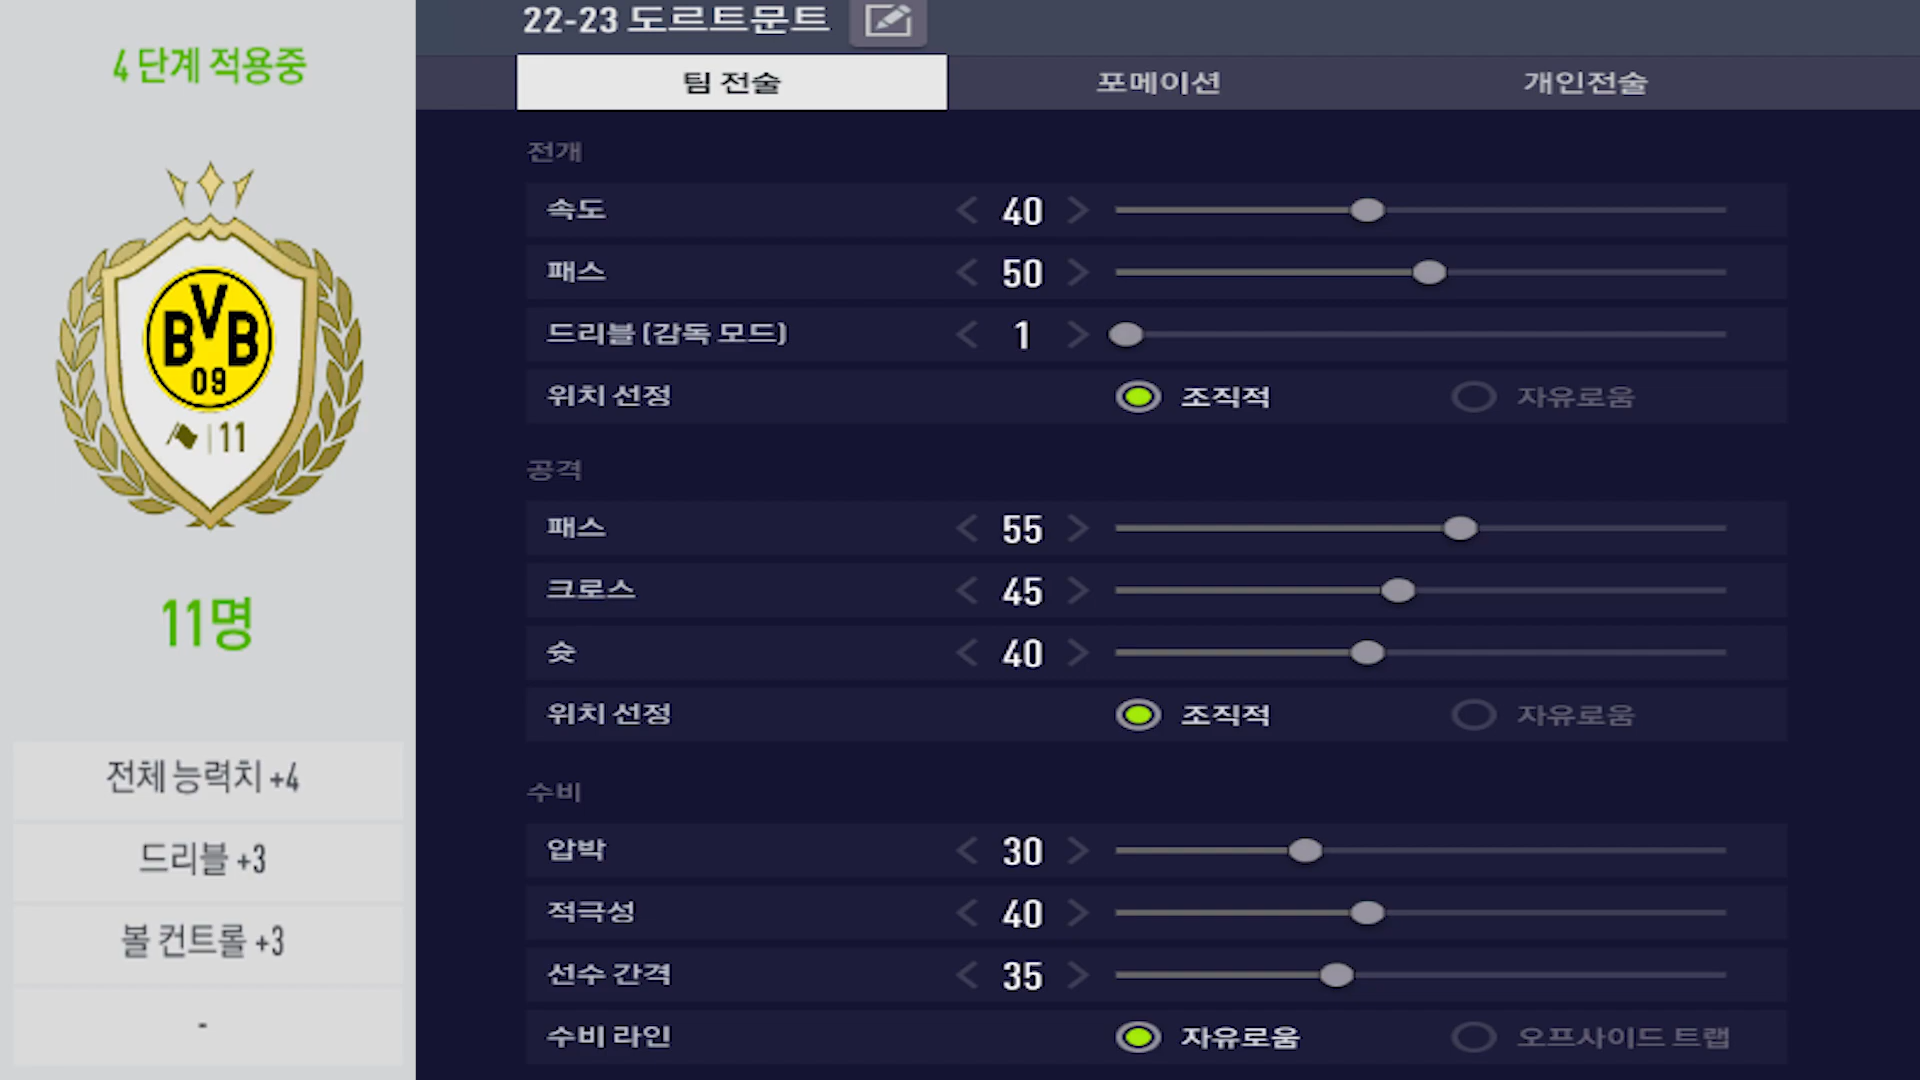 4 단계 적용중
BVB
09
11
11명
전체 능력치 +4
드리블 +3
볼 컨트롤 +3
-
22-23 도르트문트
팀 전술
포메이션
개인전술
전개
속도 40
패스 50
드리블 (감독 모드) 1
위치 선정 조직적 자유로움
공격
패스 55
크로스 45
슛 40
위치 선정 조직적 자유로움
수비
압박 30
적극성 40
선수 간격 35
수비 라인 자유로움 오프사이드 트랩